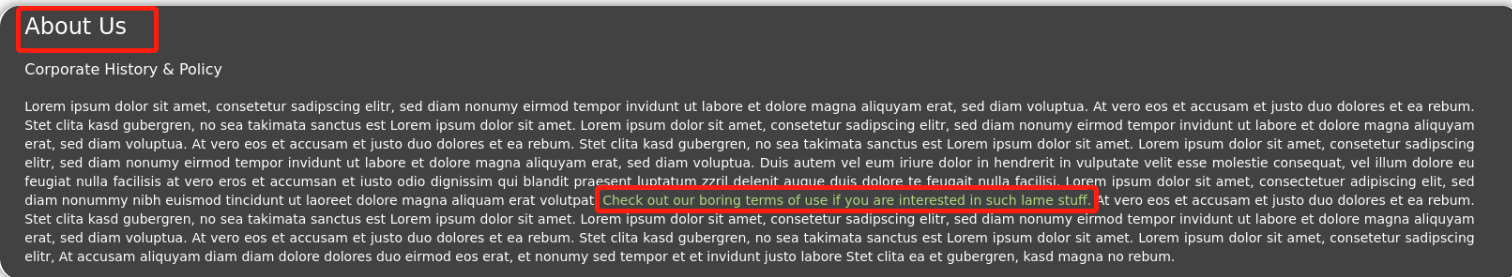 About Us
Corporate History & Policy
Lorem ipsum dolor sit amet, consetetur sadipscing elitr, sed diam nonumy eirmod tempor invidunt ut labore et dolore magna aliquyam erat, sed diam voluptua. At vero eos et accusam et justo duo dolores et ea rebum.
Stet clita kasd gubergren, no sea takimata sanctus est Lorem ipsum dolor sit amet. Lorem ipsum dolor sit amet, consetetur sadipscing elitr, sed diam nonumy eirmod tempor invidunt ut labore et dolore magna aliquyam
erat, sed diam voluptua. At vero eos et accusam et justo duo dolores et ea rebum. Stet clita kasd gubergren, no sea takimata sanctus est Lorem ipsum dolor sit amet. Lorem ipsum dolor sit amet, consetetur sadipscing
elitr, sed diam nonumy eirmod tempor invidunt ut labore et dolore magna aliquyam erat, sed diam voluptua. Duis autem vel eum iriure dolor in hendrerit in vulputate velit esse molestie consequat, vel illum dolore eu
feugiat nulla facilisis at vero eros et accumsan et iusto odio dignissim qui blandit praesent luptatum zzril delenit augue duis dolore te feugait nulla facilisi. Lorem ipsum dolor sit amet, consectetuer adipiscing elit, sed
diam nonummy nibh euismod tincidunt ut laoreet dolore magna aliquam erat volutpat. Check out our boring terms of use if you are interested in such lame stuff. At vero eos et accusam et justo duo dolores et ea rebum.
Stet clita kasd gubergren, no sea takimata sanctus est Lorem ipsum dolor sit amet. Lorem ipsum dolor sit amet, consetetur sadipscing elitr, sed diam nonumy eirmod tempor invidunt ut labore et dolore magna aliquyam
erat, sed diam voluptua. At vero eos et accusam et justo duo dolores et ea rebum. Stet clita kasd gubergren, no sea takimata sanctus est Lorem ipsum dolor sit amet. Lorem ipsum dolor sit amet, consetetur sadipscing
elitr, At accusam aliquyam diam diam dolore dolores duo eirmod eos erat, et nonumy sed tempor et et invidunt justo labore Stet clita ea et gubergren, kasd magna no rebum.